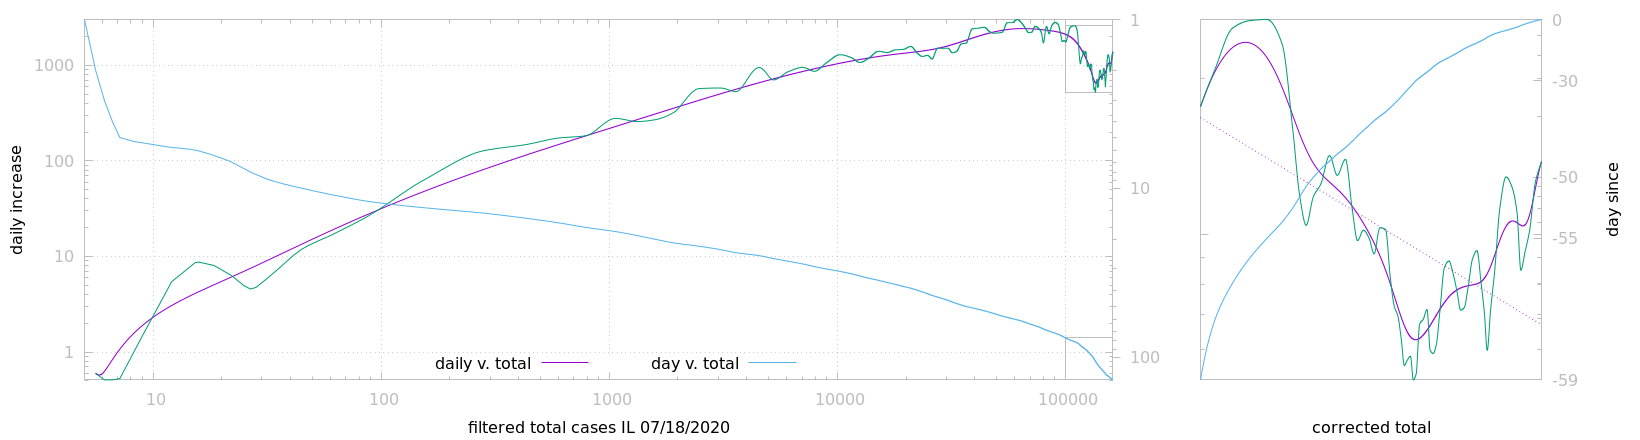 1000
100
10
1
daily increase
1
10
100
daily v. total
day v. total
10
100
1000
10000
100000
filtered total cases IL 07/18/2020
0
-30
-50
-55
-59
day since
corrected total